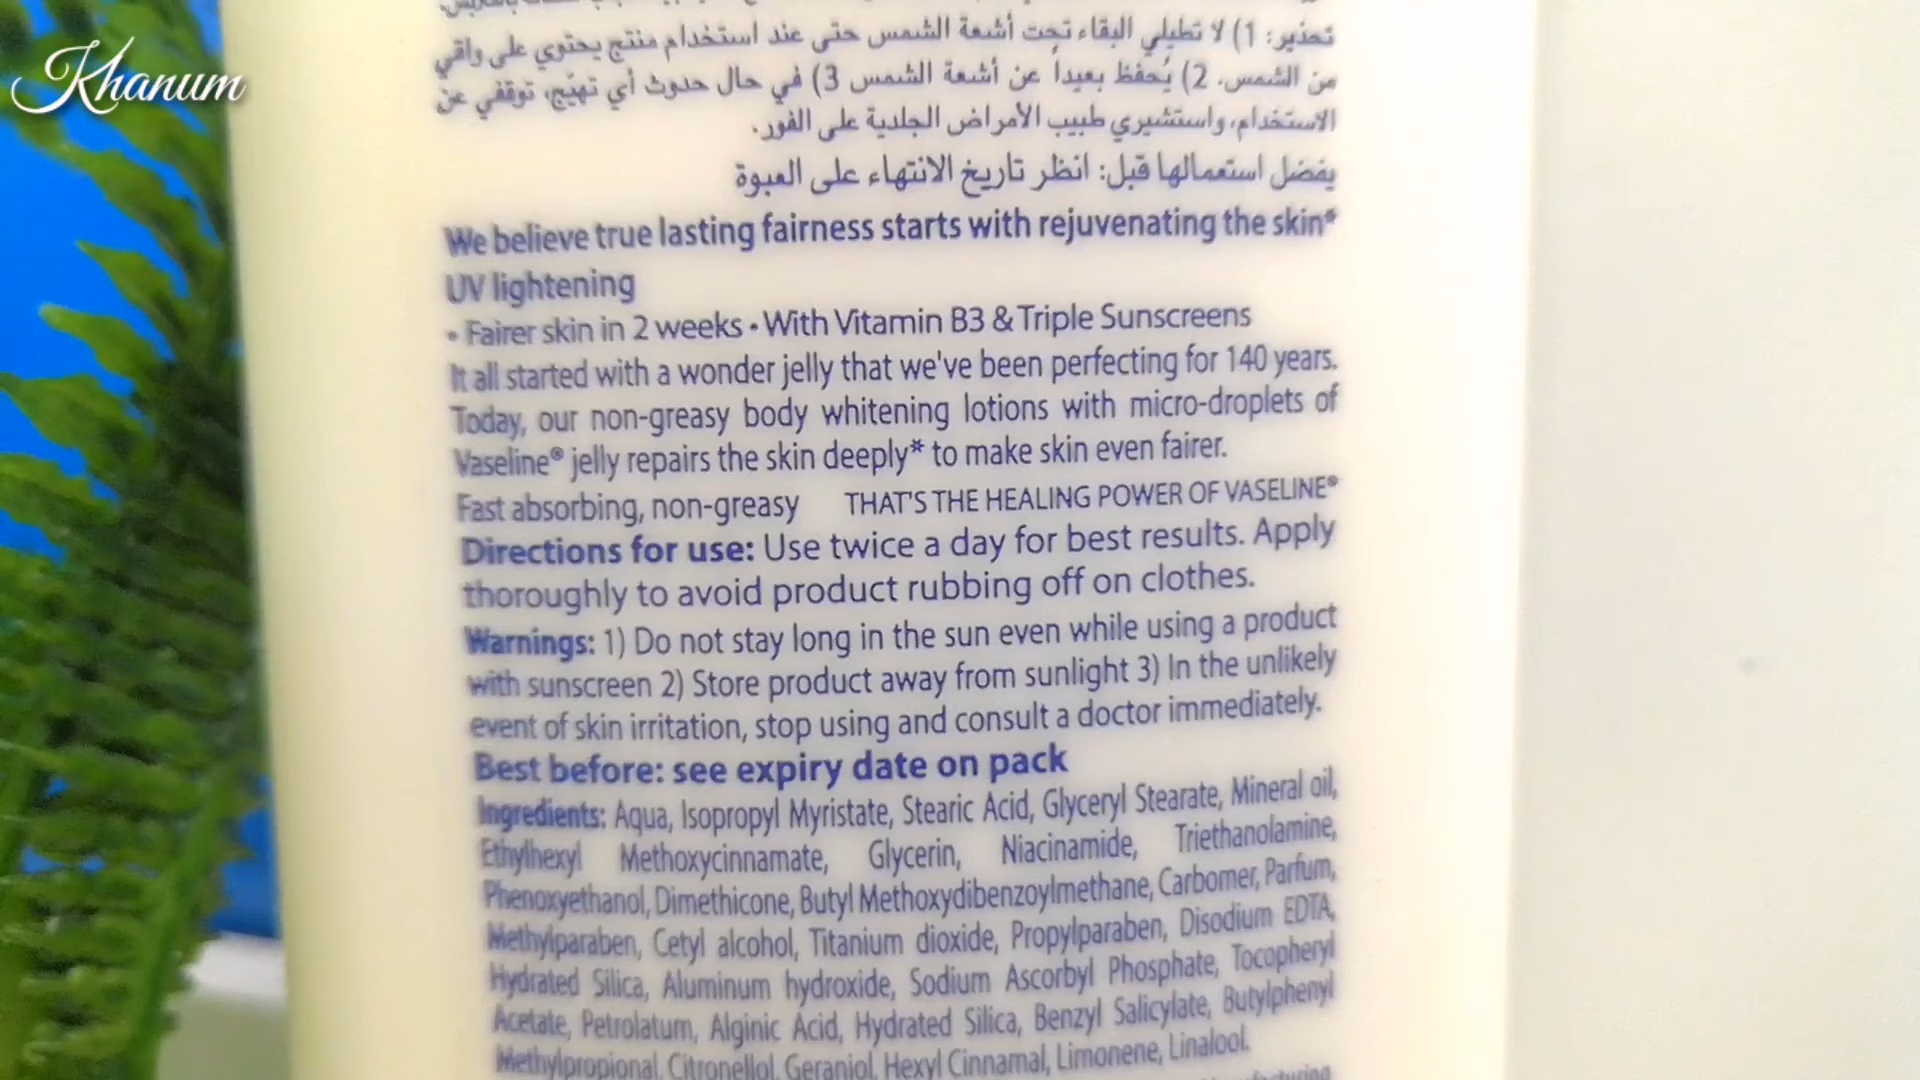 Khanum
تحذير: 1) لا تطيلي البقاء تحت أشعة الشمس حتى عند استخدام منتج يحتوي على واقي
من الشمس. 2) يُحفظ بعيداً عن أشعة الشمس 3) في حال حدوث أي تهيّج، توقفي عن
الاستخدام، واستشيري طبيب الأمراض الجلدية على الفور.
يفضل استعمالها قبل: انظر تاريخ الانتهاء على العبوة
We believe true lasting fairness starts with rejuvenating the skin*
UV lightening
• Fairer skin in 2 weeks • With Vitamin B3 & Triple Sunscreens
It all started with a wonder jelly that we've been perfecting for 140 years.
Today, our non-greasy body whitening lotions with micro-droplets of
Vaseline® jelly repairs the skin deeply* to make skin even fairer.
Fast absorbing, non-greasy THAT'S THE HEALING POWER OF VASELINE®
Directions for use: Use twice a day for best results. Apply
thoroughly to avoid product rubbing off on clothes.
Warnings: 1) Do not stay long in the sun even while using a product
with sunscreen 2) Store product away from sunlight 3) In the unlikely
event of skin irritation, stop using and consult a doctor immediately.
Best before: see expiry date on pack
Ingredients: Aqua, Isopropyl Myristate, Stearic Acid, Glyceryl Stearate, Mineral oil,
Ethylhexyl Methoxycinnamate, Glycerin, Niacinamide, Triethanolamine,
Phenoxyethanol, Dimethicone, Butyl Methoxydibenzoylmethane, Carbomer, Parfum,
Methylparaben, Cetyl alcohol, Titanium dioxide, Propylparaben, Disodium EDTA,
Hydrated Silica, Aluminum hydroxide, Sodium Ascorbyl Phosphate, Tocopheryl
Acetate, Petrolatum, Alginic Acid, Hydrated Silica, Benzyl Salicylate, Butylphenyl
Methylpropional, Citronellol, Geraniol, Hexyl Cinnamal, Limonene, Linalool.